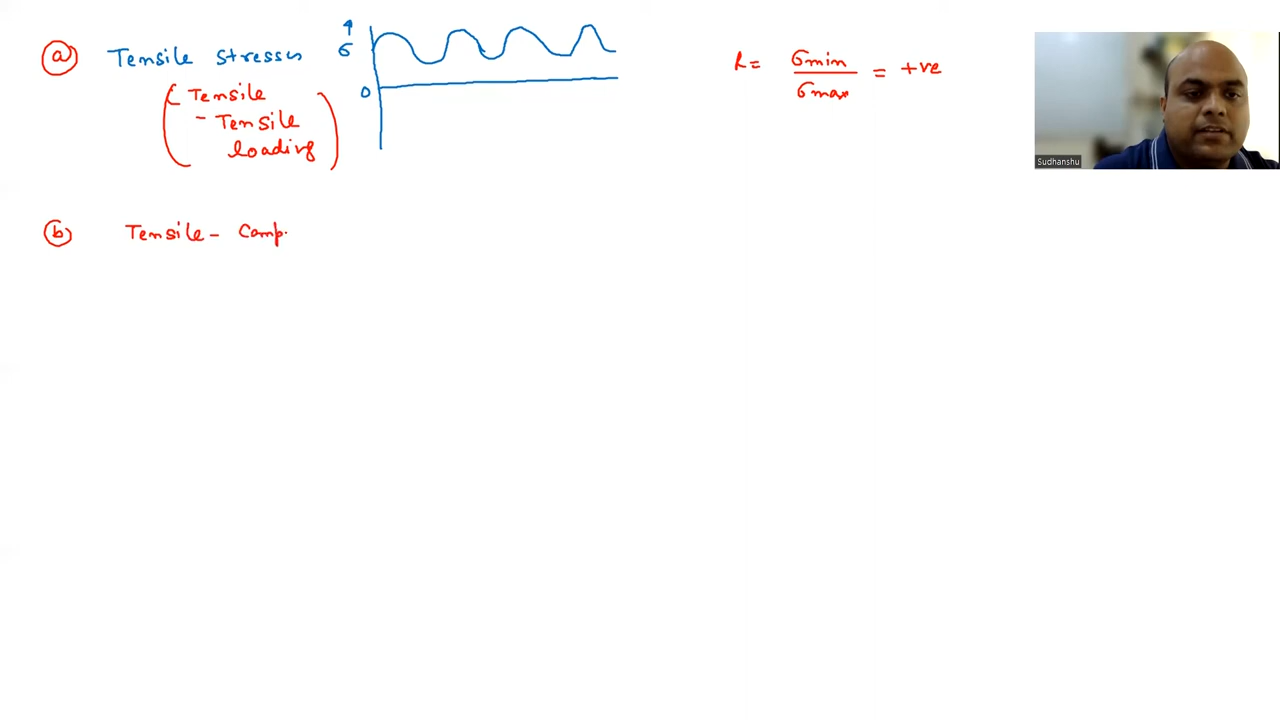 ↑
σ
ⓐ Tensile stresses
(Tensile
- Tensile
loading)
0
R = σmin / σmax = +ve
Sudhanshu
ⓑ Tensile - Comp.